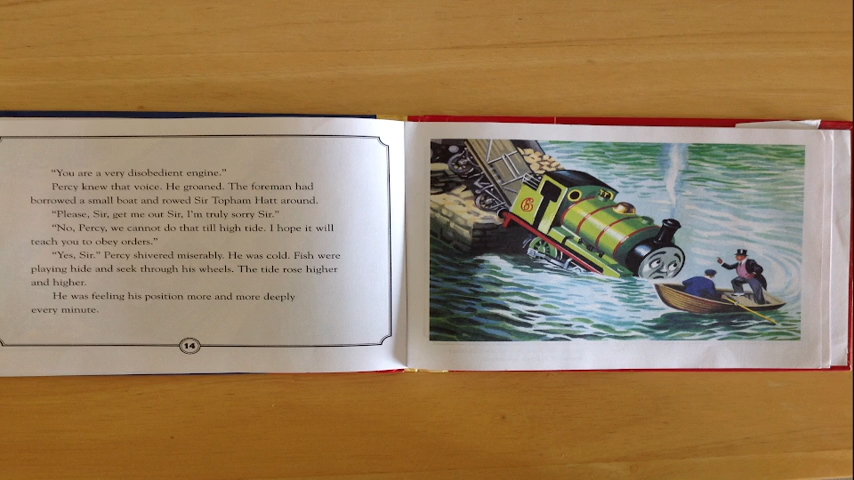 "You are a very disobedient engine."
Percy knew that voice. He groaned. The foreman had
borrowed a small boat and rowed Sir Topham Hatt around.
"Please, Sir, get me out Sir, I'm truly sorry Sir."
"No, Percy, we cannot do that till high tide. I hope it will
teach you to obey orders."
"Yes, Sir." Percy shivered miserably. He was cold. Fish were
playing hide and seek through his wheels. The tide rose higher
and higher.
He was feeling his position more and more deeply
every minute.
14
6